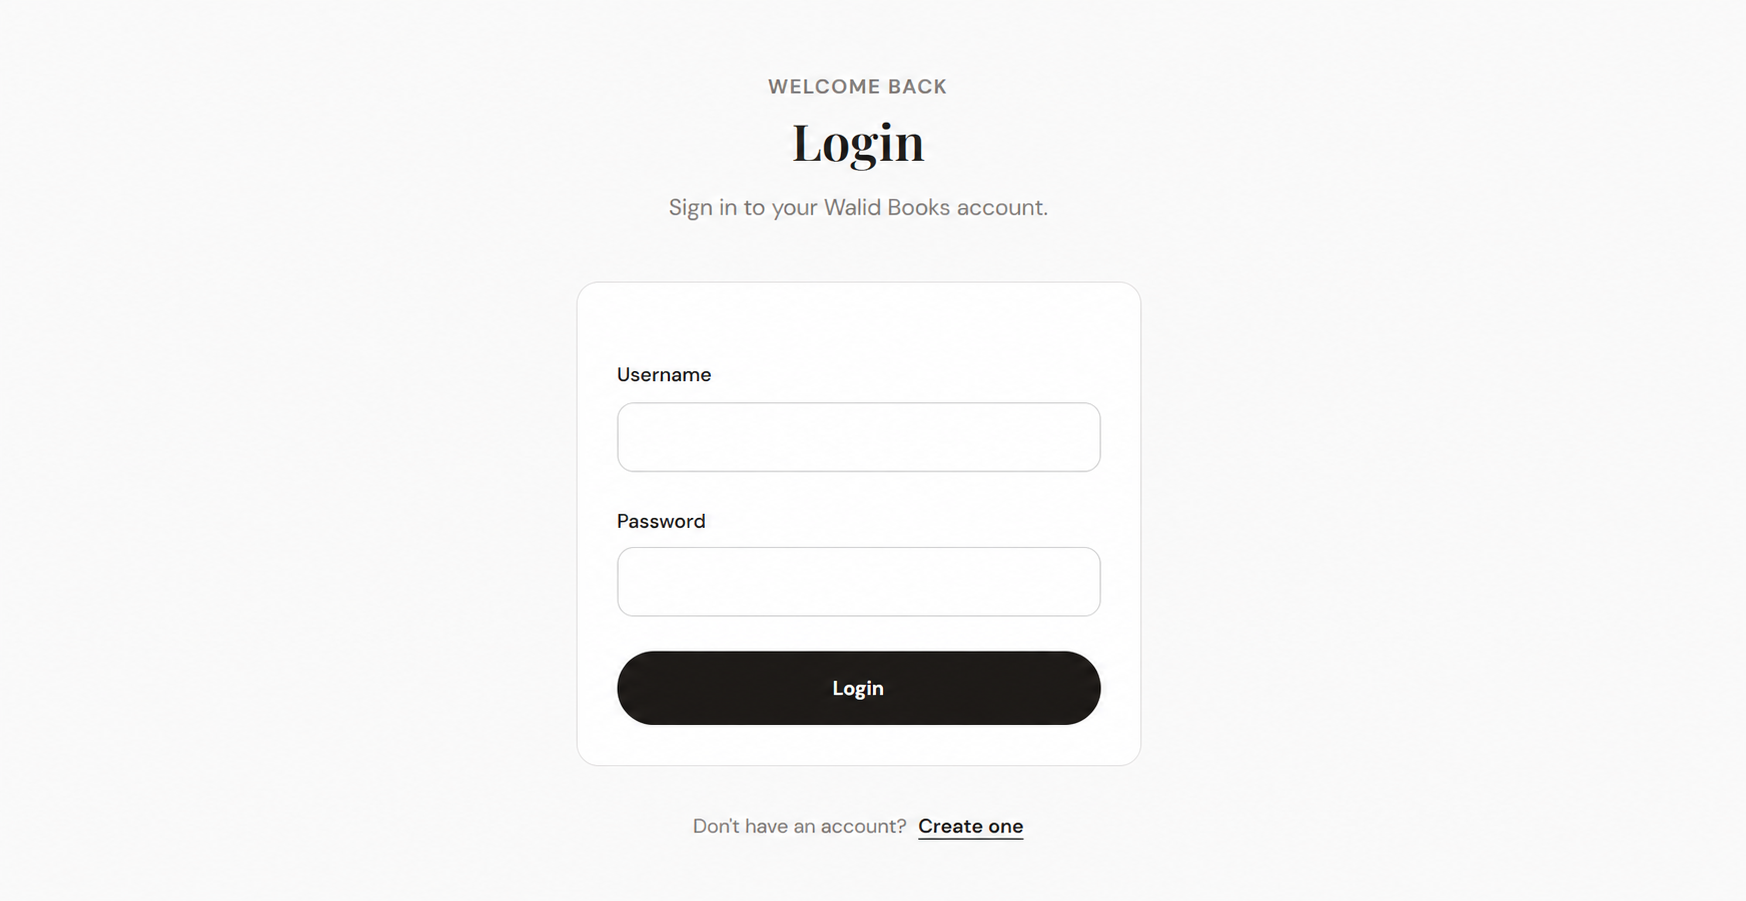 WELCOME BACK
Login
Sign in to your Walid Books account.
Username
Password
Login
Don't have an account? Create one